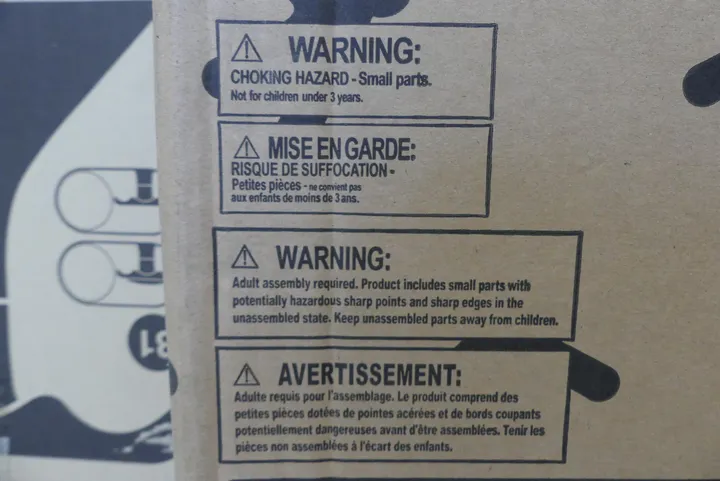 ⚠ WARNING:
CHOKING HAZARD - Small parts.
Not for children under 3 years.
⚠ MISE EN GARDE:
RISQUE DE SUFFOCATION -
Petites pièces - ne convient pas
aux enfants de moins de 3 ans.
⚠ WARNING:
Adult assembly required. Product includes small parts with
potentially hazardous sharp points and sharp edges in the
unassembled state. Keep unassembled parts away from children.
⚠ AVERTISSEMENT:
Adulte requis pour l'assemblage. Le produit comprend des
petites pièces dotées de pointes acérées et de bords coupants
potentiellement dangereuses avant d'être assemblées. Tenir les
pièces non assemblées à l'écart des enfants.
31